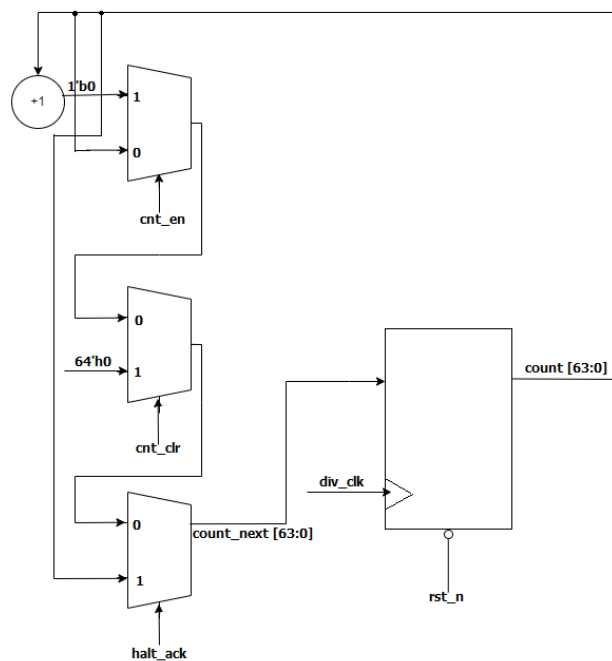 +1
1'b0
1
0
cnt_en
0
64'h0
1
cnt_clr
count [63:0]
div_clk
0
count_next [63:0]
1
rst_n
halt_ack